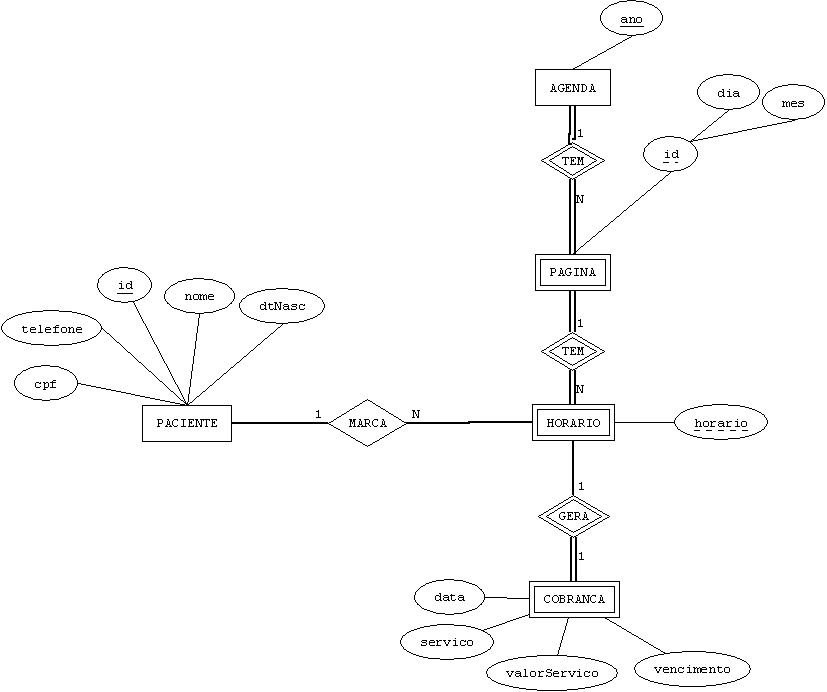 ano
AGENDA
dia
mes
1
TEM
id
N
PAGINA
id
nome
dtNasc
telefone
1
TEM
cpf
N
PACIENTE
1
MARCA
N
HORARIO
horario
1
GERA
1
data
COBRANCA
servico
valorServico
vencimento